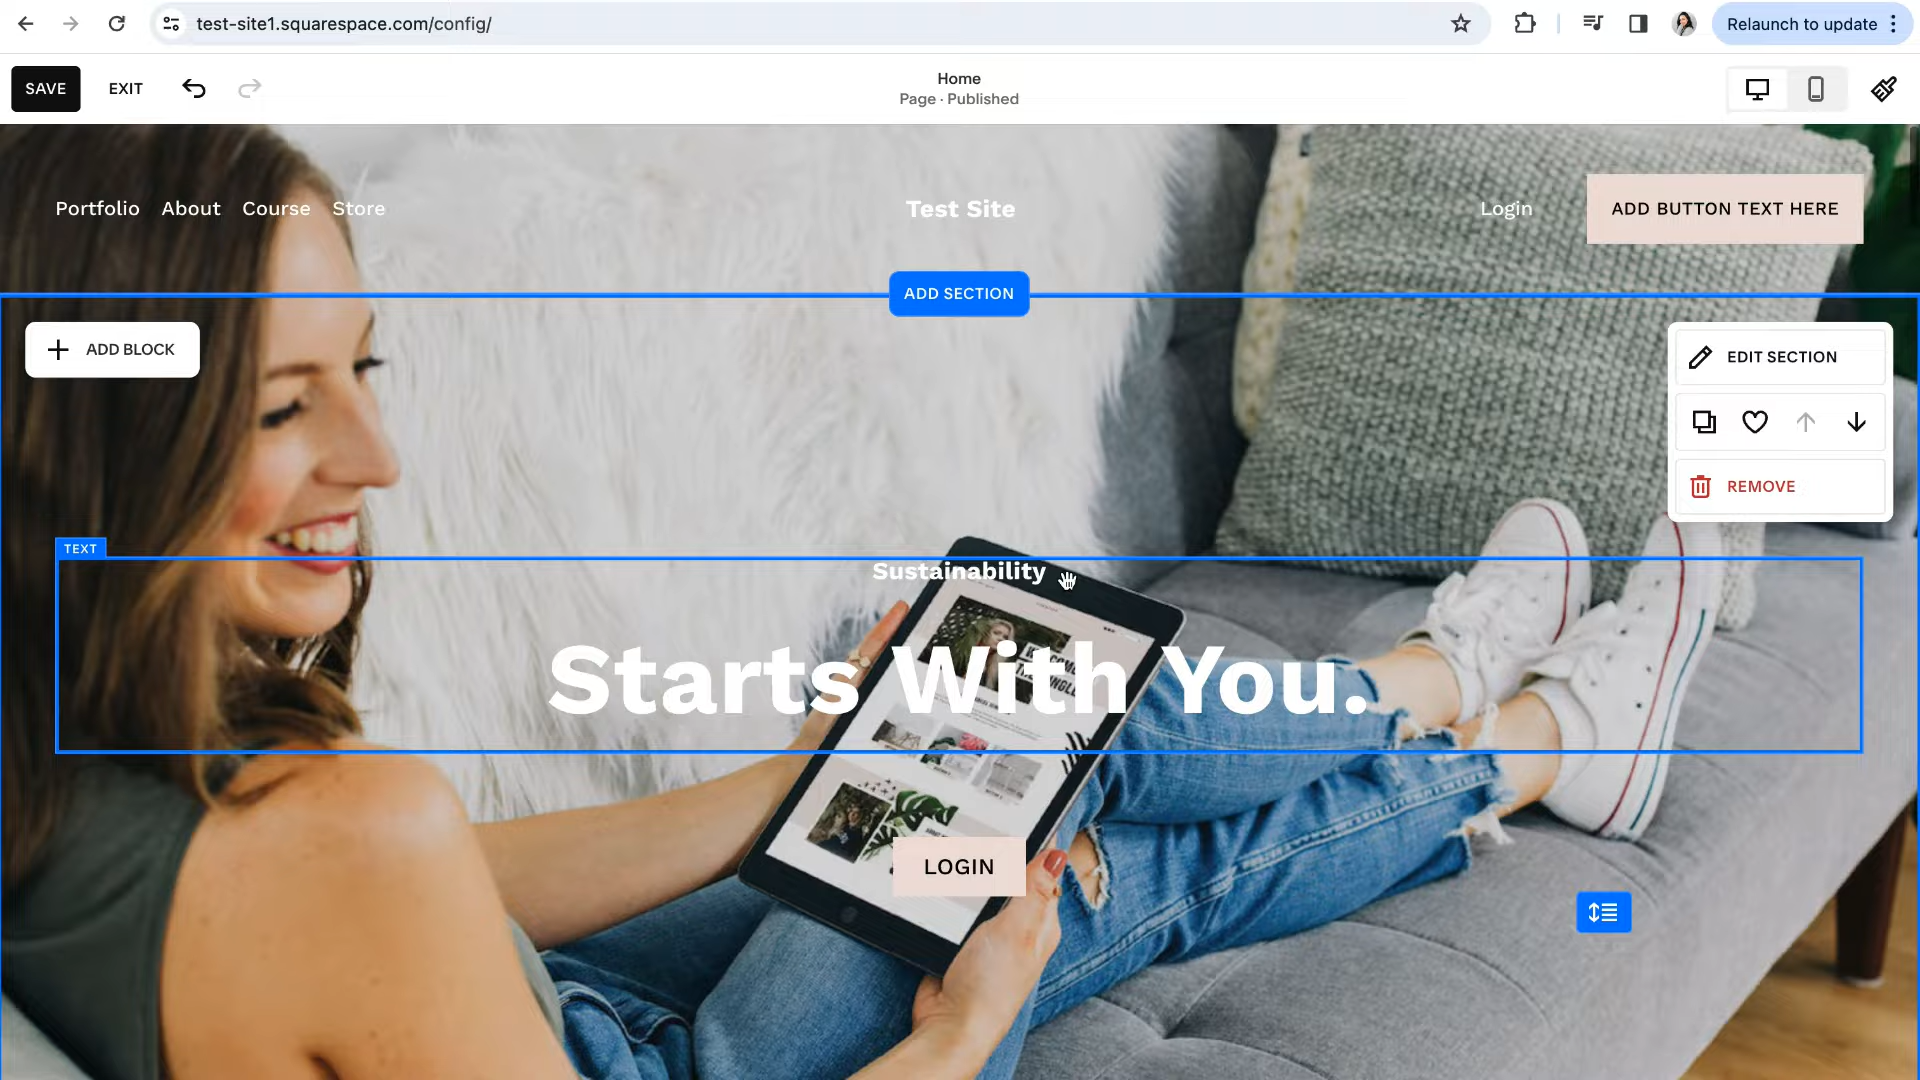 test-site1.squarespace.com/config/
Relaunch to update
SAVE
EXIT
Home
Page · Published
Portfolio
About
Course
Store
Test Site
Login
ADD BUTTON TEXT HERE
ADD SECTION
ADD BLOCK
EDIT SECTION
REMOVE
TEXT
Sustainability
Starts With You.
LOGIN